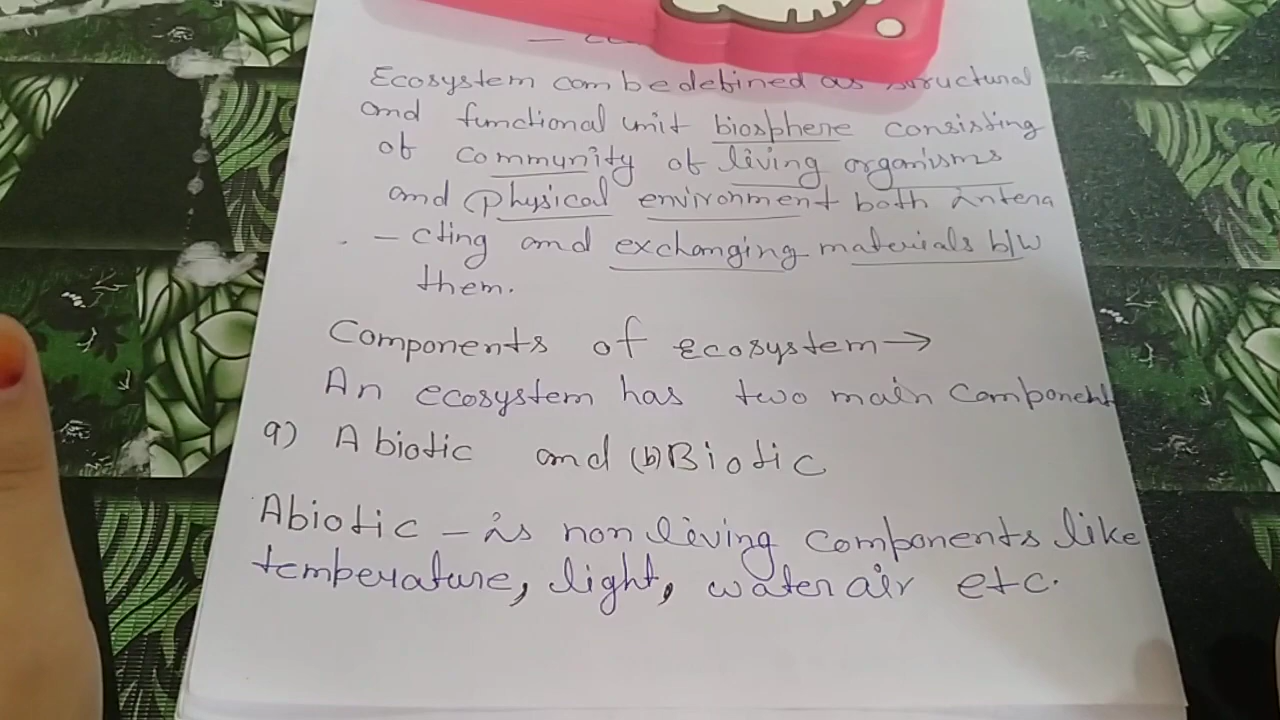 Ecosystem can be defined as structural
and functional unit biosphere consisting
of community of living organisms
and physical environment both intera
- cting and exchanging materials b/w
them.
Components of ecosystem →
An ecosystem has two main component
a) Abiotic and (b) Biotic
Abiotic - is non living components like
temperature, light, water air etc.